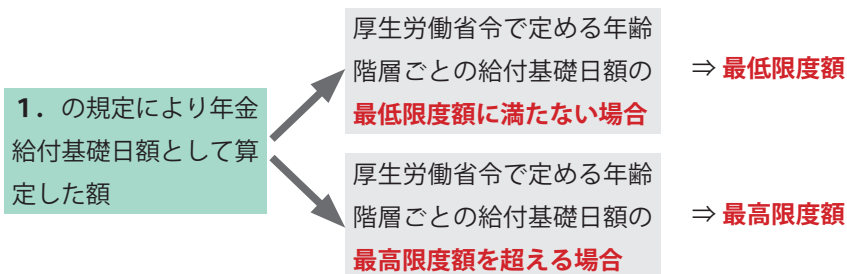 １．の規定により年金
給付基礎日額として算
定した額
厚生労働省令で定める年齢
階層ごとの給付基礎日額の
最低限度額に満たない場合
⇒ 最低限度額
厚生労働省令で定める年齢
階層ごとの給付基礎日額の
最高限度額を超える場合
⇒ 最高限度額